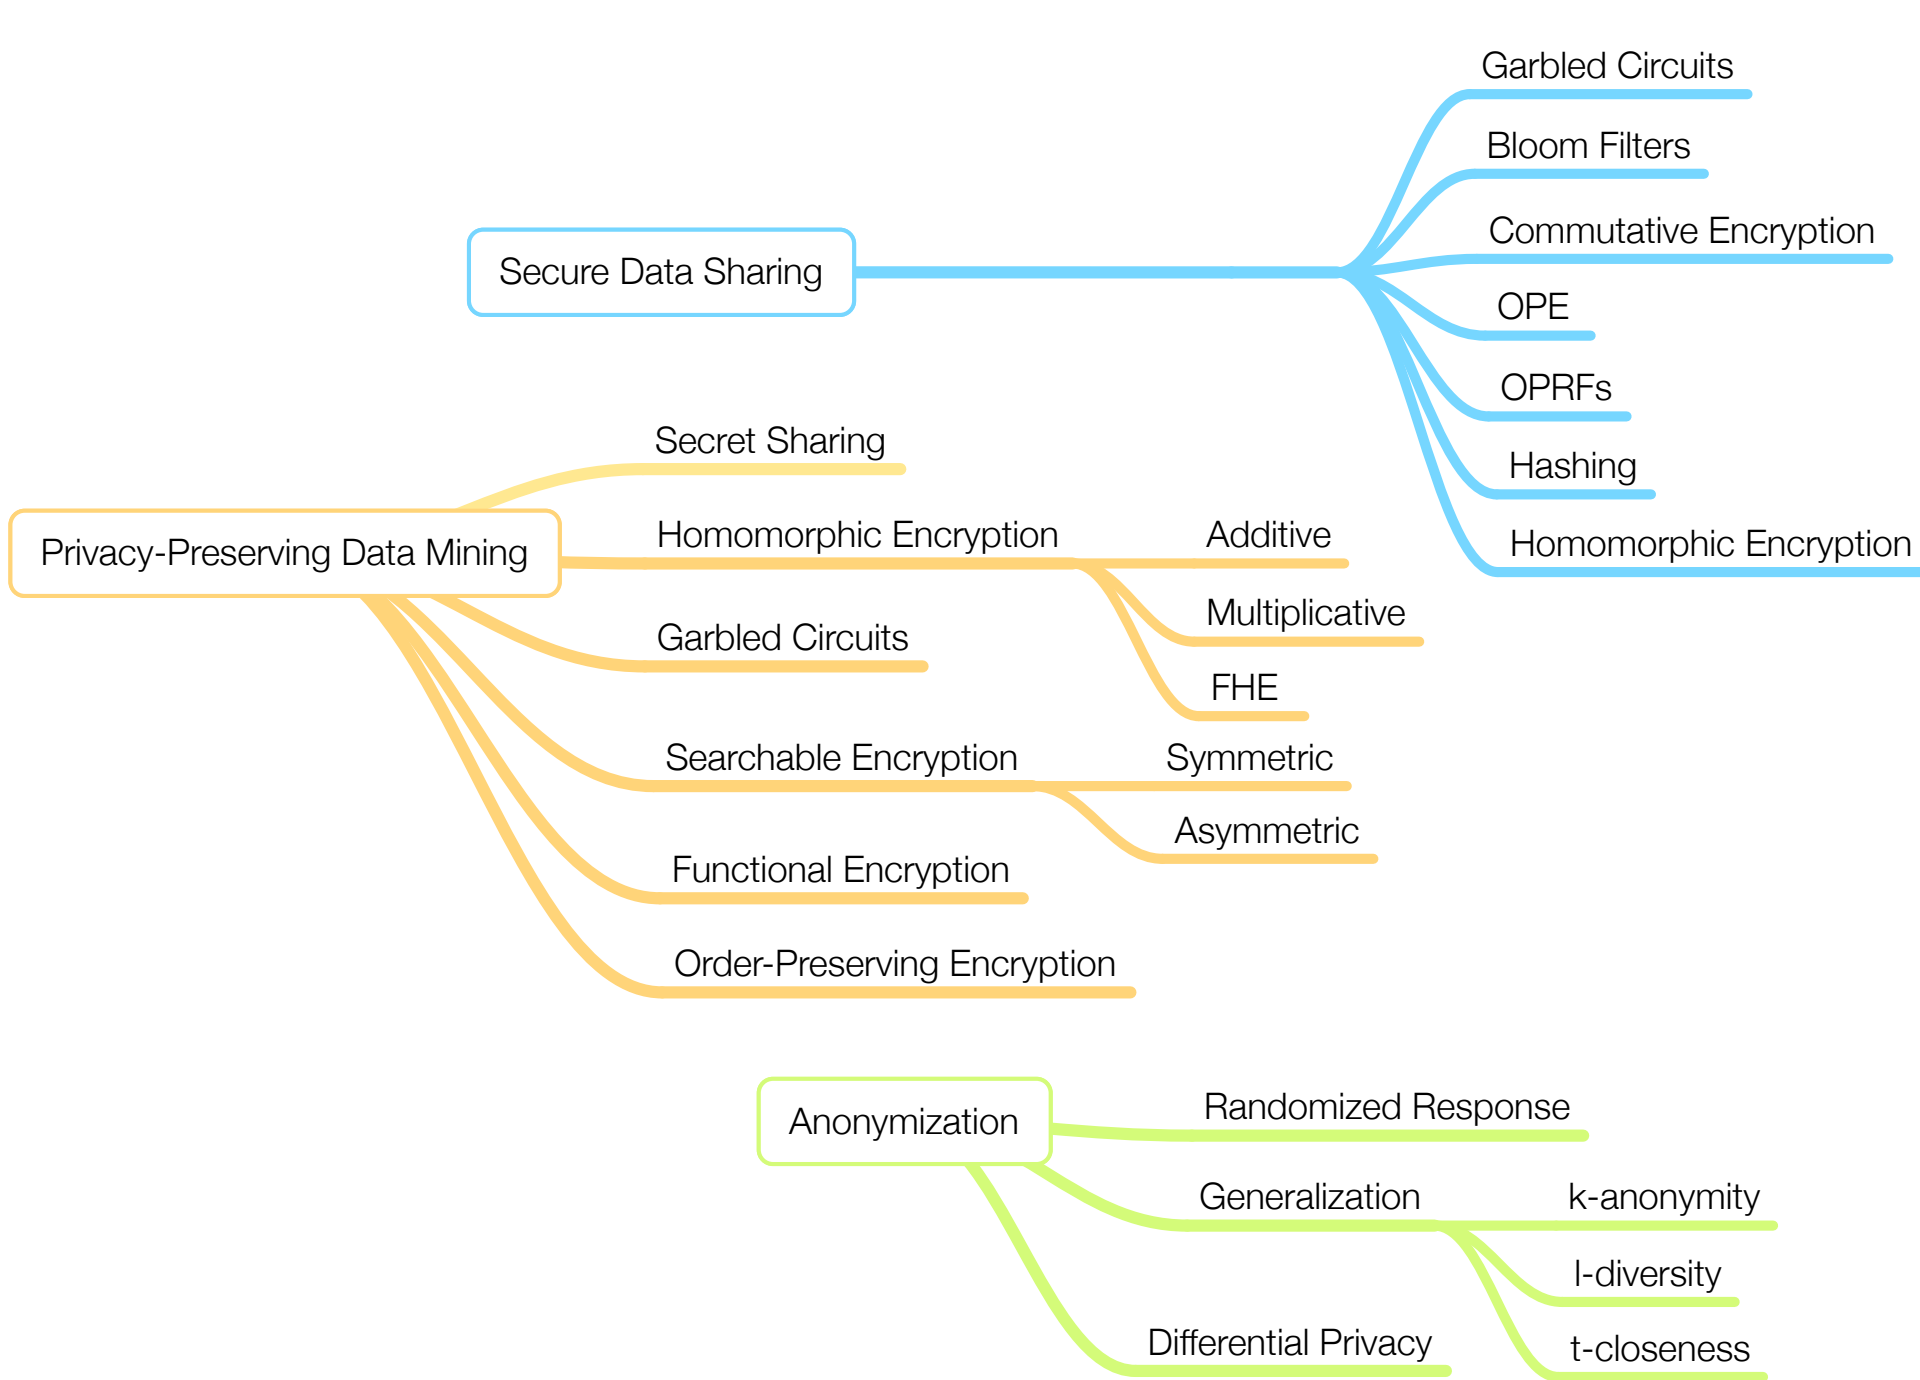 Garbled Circuits
Bloom Filters
Commutative Encryption
Secure Data Sharing
OPE
OPRFs
Hashing
Homomorphic Encryption
Secret Sharing
Privacy-Preserving Data Mining
Homomorphic Encryption
Additive
Multiplicative
FHE
Garbled Circuits
Searchable Encryption
Symmetric
Asymmetric
Functional Encryption
Order-Preserving Encryption
Anonymization
Randomized Response
Generalization
k-anonymity
l-diversity
t-closeness
Differential Privacy